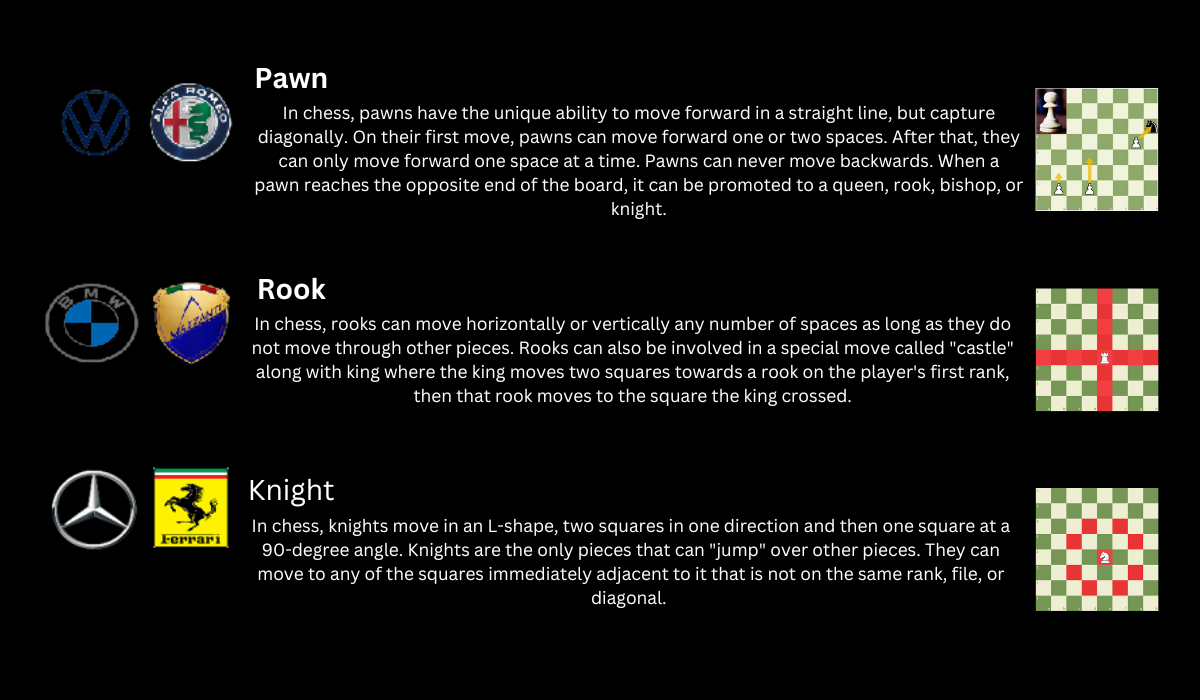 Pawn
ALFA ROMEO
In chess, pawns have the unique ability to move forward in a straight line, but capture
diagonally. On their first move, pawns can move forward one or two spaces. After that, they
can only move forward one space at a time. Pawns can never move backwards. When a
pawn reaches the opposite end of the board, it can be promoted to a queen, rook, bishop, or
knight.
BMW
Rook
In chess, rooks can move horizontally or vertically any number of spaces as long as they do
not move through other pieces. Rooks can also be involved in a special move called "castle"
along with king where the king moves two squares towards a rook on the player's first rank,
then that rook moves to the square the king crossed.
Ferrari
Knight
In chess, knights move in an L-shape, two squares in one direction and then one square at a
90-degree angle. Knights are the only pieces that can "jump" over other pieces. They can
move to any of the squares immediately adjacent to it that is not on the same rank, file, or
diagonal.